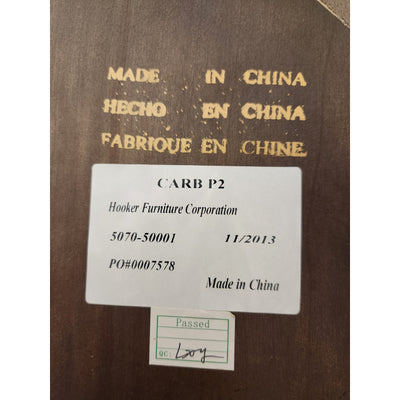 MADE IN CHINA
HECHO EN CHINA
FABRIQUE EN CHINE
CARB P2
Hooker Furniture Corporation
5070-50001 11/2013
PO#0007578
Made in China
Passed
QC: